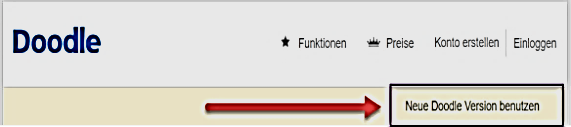 Doodle
Funktionen Preise Konto erstellen Einloggen
Neue Doodle Version benutzen